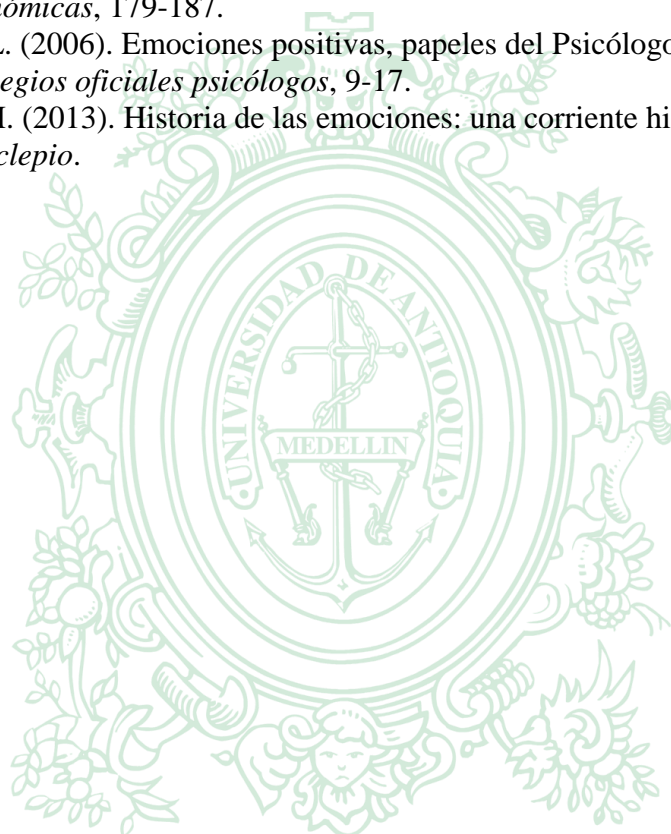 nómicas, 179-187.
L. (2006). Emociones positivas, papeles del Psicólogo
egios oficiales psicólogos, 9-17.
I. (2013). Historia de las emociones: una corriente hi
clepio.
UNIVERSIDAD DE ANTIOQUIA
MEDELLIN